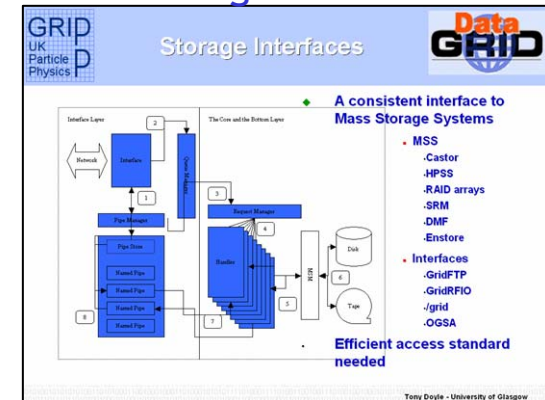 GRID
UK
Particle
Physics
P
Storage Interfaces
Data
GRID
Interface Layer
The Core and the Bottom Layer
2
Network
Interface
Queue Manager
1
3
Pipe Manager
Request Manager
Pipe Store
4
Handler
Named Pipe
Named Pipe
Named Pipe
Named Pipe
MSM
Disk
Tape
5
6
7
8
A consistent interface to
Mass Storage Systems
MSS
Castor
HPSS
RAID arrays
SRM
DMF
Enstore
Interfaces
GridFTP
GridRFIO
/grid
OGSA
Efficient access standard
needed
Tony Doyle - University of Glasgow